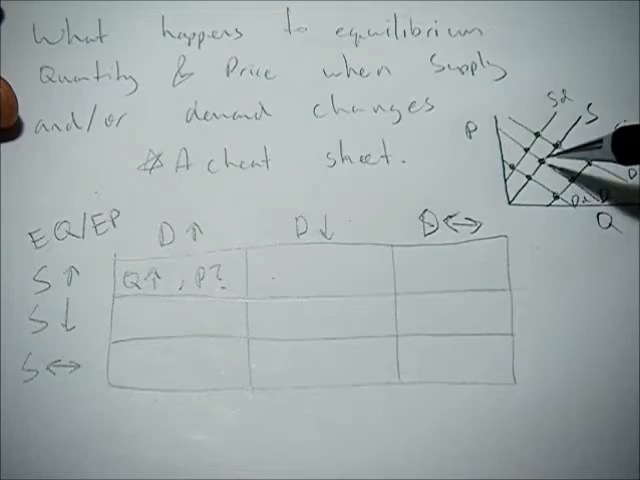 What happens to equilibrium
Quantity & Price when Supply
and/or demand changes
☆ A cheat sheet.
P
S2
S
D
Q
EQ/EP
D↑
D↓
D↔
S↑
Q↑, P?
S↓
S↔